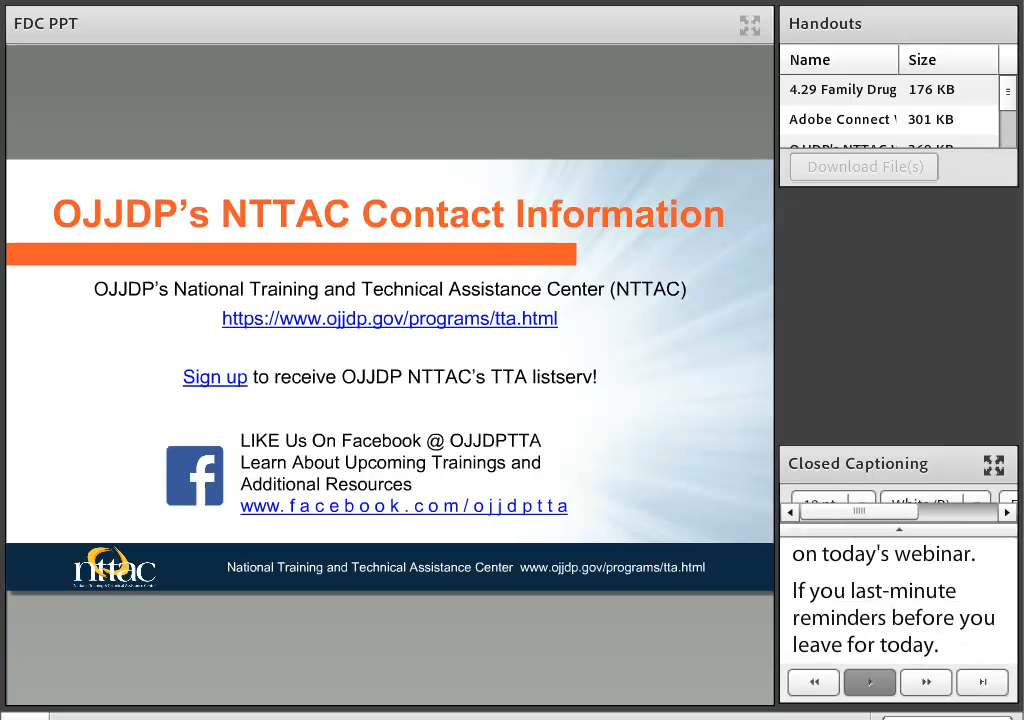 FDC PPT
OJJDP's NTTAC Contact Information
OJJDP's National Training and Technical Assistance Center (NTTAC)
https://www.ojjdp.gov/programs/tta.html
Sign up to receive OJJDP NTTAC's TTA listserv!
LIKE Us On Facebook @ OJJDPTTA
Learn About Upcoming Trainings and
Additional Resources
www.facebook.com/ojjdptta
nttac
National Training and Technical Assistance Center www.ojjdp.gov/programs/tta.html
Handouts
Name Size
4.29 Family Drug 176 KB
Adobe Connect 301 KB
Download File(s)
Closed Captioning
on today's webinar.
If you last-minute
reminders before you
leave for today.